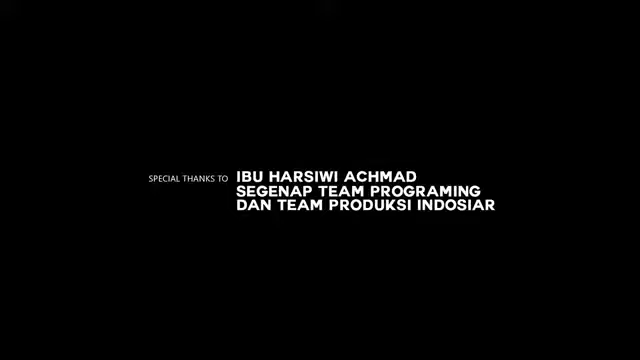 SPECIAL THANKS TO IBU HARSIWI ACHMAD
SEGENAP TEAM PROGRAMING
DAN TEAM PRODUKSI INDOSIAR